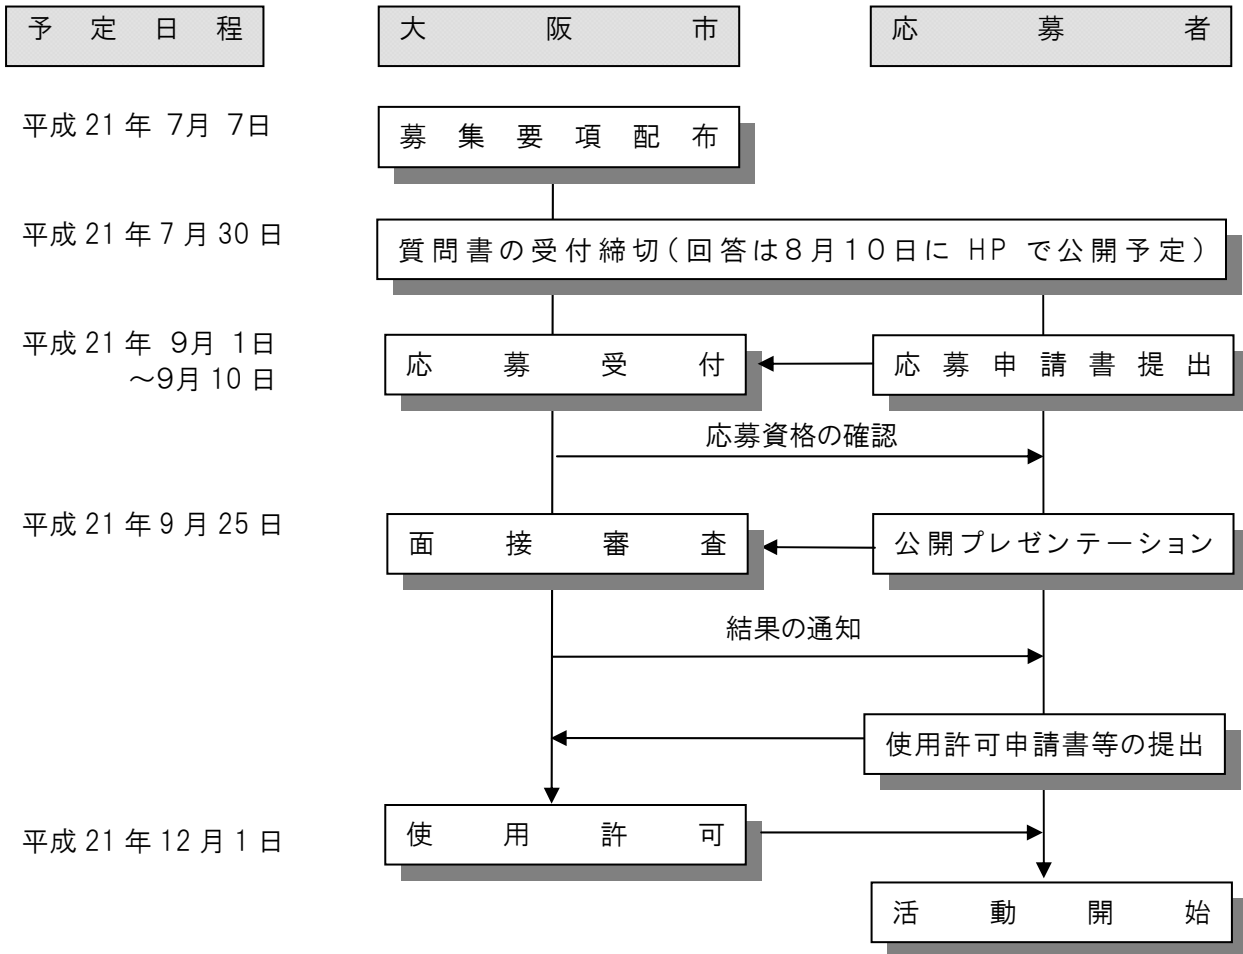 予定日程
大阪市
応募者
平成21年 7月 7日
募集要項配布
平成21年7月30日
質問書の受付締切(回答は8月10日に HP で公開予定)
平成21年 9月 1日
～9月10日
応募受付
応募申請書提出
応募資格の確認
平成21年9月25日
面接審査
公開プレゼンテーション
結果の通知
使用許可申請書等の提出
平成21年12月1日
使用許可
活動開始